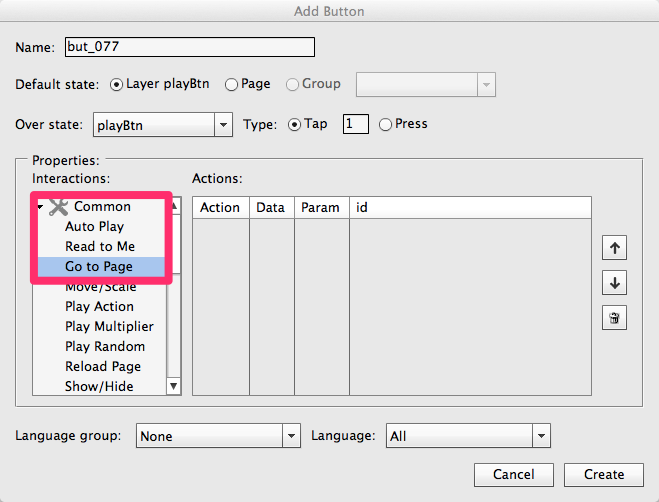 Add Button
Name: but_077
Default state: Layer playBtn Page Group
Over state: playBtn Type: Tap 1 Press
Properties:
Interactions: Actions:
Common
Auto Play
Read to Me
Go to Page
Move/Scale
Play Action
Play Multiplier
Play Random
Reload Page
Show/Hide
Action Data Param id
Language group: None Language: All
Cancel Create